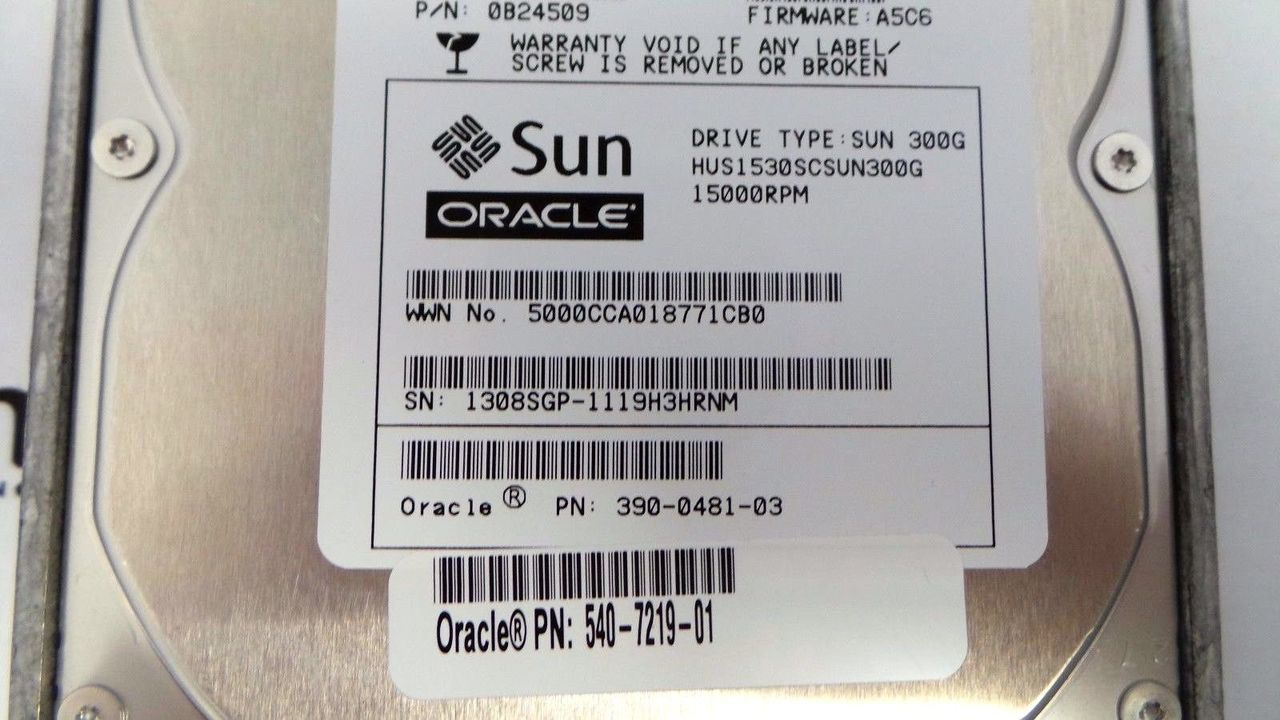 P/N: 0B24509
FIRMWARE:A5C6
WARRANTY VOID IF ANY LABEL/
SCREW IS REMOVED OR BROKEN
Sun
ORACLE
DRIVE TYPE:SUN 300G
HUS1530SCSUN300G
15000RPM
WWN No. 5000CCA018771CB0
SN: 1308SGP-1119H3HRNM
Oracle® PN: 390-0481-03
Oracle® PN: 540-7219-01